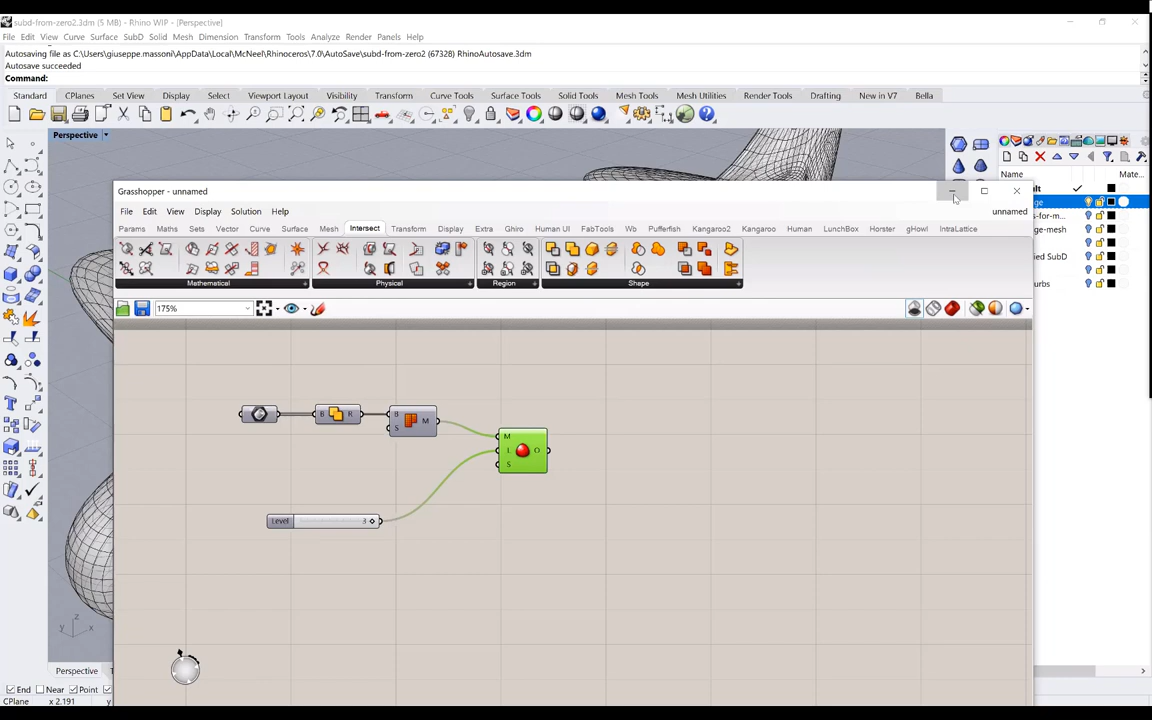 subd-from-zero2.3dm (5 MB) - Rhino WIP - [Perspective]
File Edit View Curve Surface SubD Solid Mesh Dimension Transform Tools Analyze Render Panels Help
Autosaving file as C:\Users\giuseppe.massoni\AppData\Local\McNeel\Rhinoceros\7.0\AutoSave\subd-from-zero2 (67328) RhinoAutosave.3dm
Autosave succeeded
Command:
Standard CPlanes Set View Display Select Viewport Layout Visibility Transform Curve Tools Surface Tools Solid Tools Mesh Tools Mesh Utilities Render Tools Drafting New in V7 Bella
Perspective
Name Mate...
Grasshopper - unnamed
File Edit View Display Solution Help unnamed
Params Maths Sets Vector Curve Surface Mesh Intersect Transform Display Extra Ghiro Human UI FabTools Wb Pufferfish Kangaroo2 Kangaroo Human LunchBox Horster gHowl IntraLattice
Mathematical Physical Region Shape
175%
B R B M
S
M
L O
S
Level 3
z
y x
Perspective
End Near Point
CPlane x 2.191 y